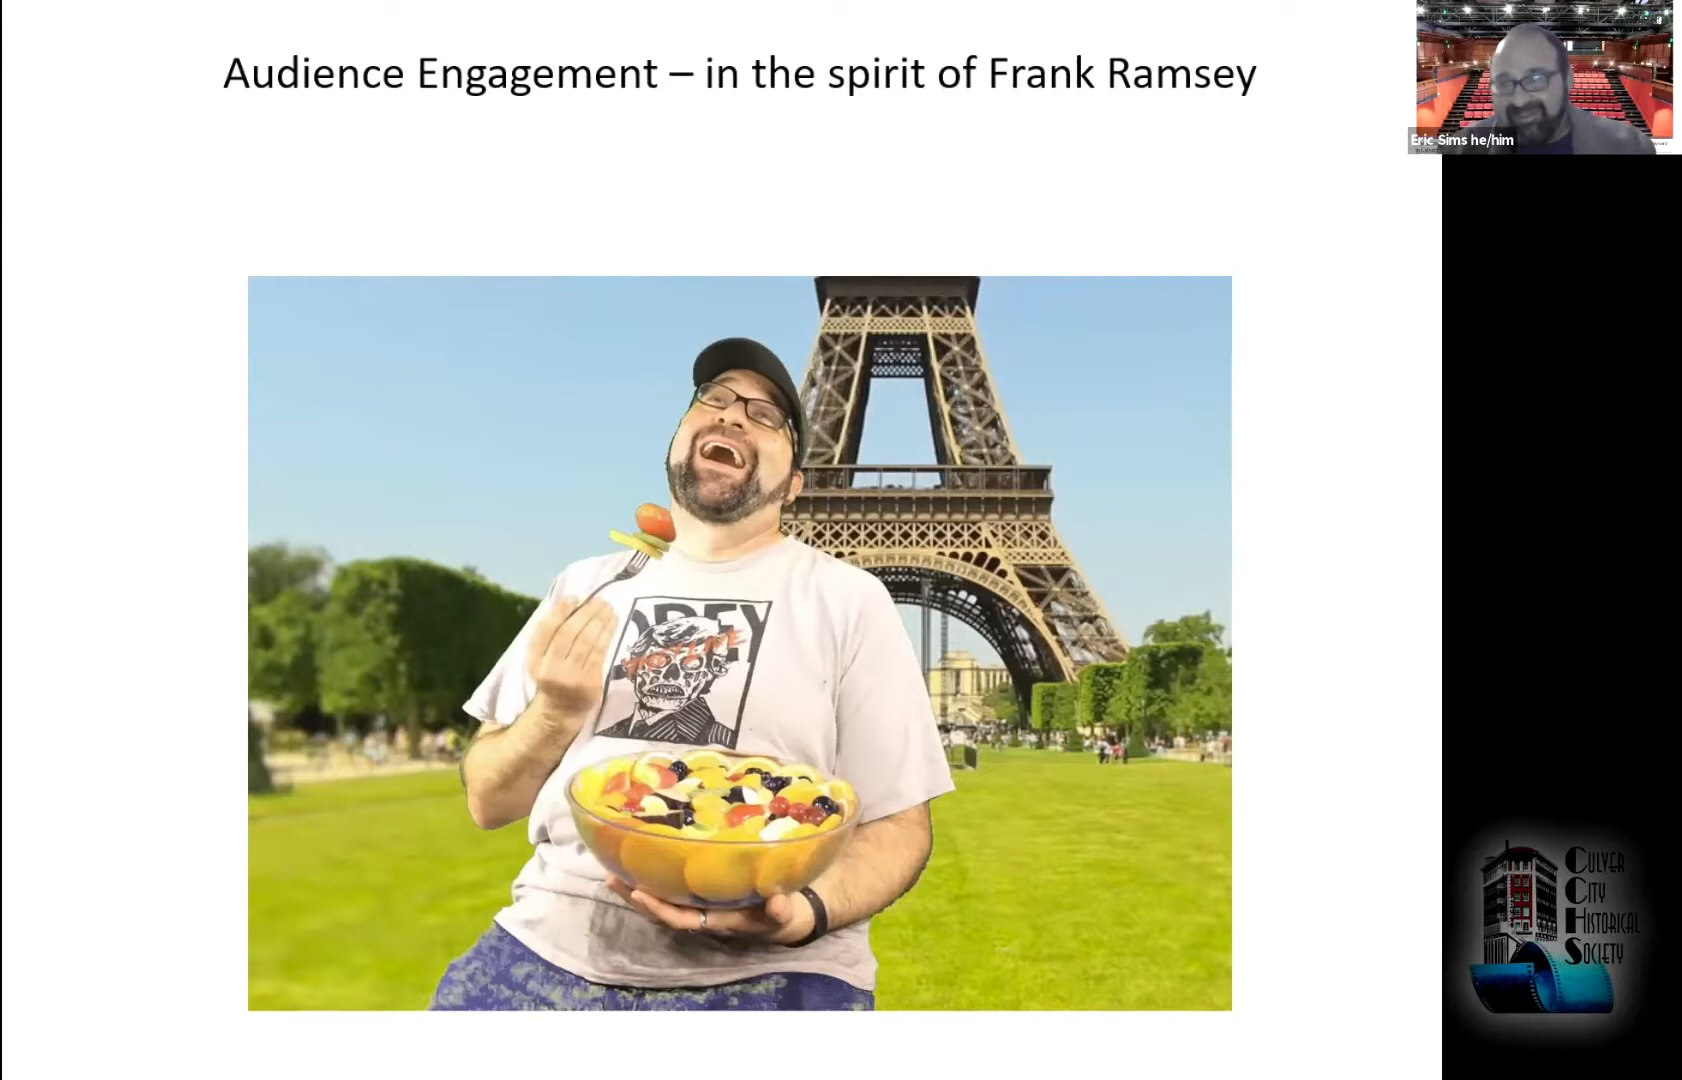 Audience Engagement – in the spirit of Frank Ramsey
Eric Sims he/him
OBEY
CULVER
CITY
HISTORICAL
SOCIETY